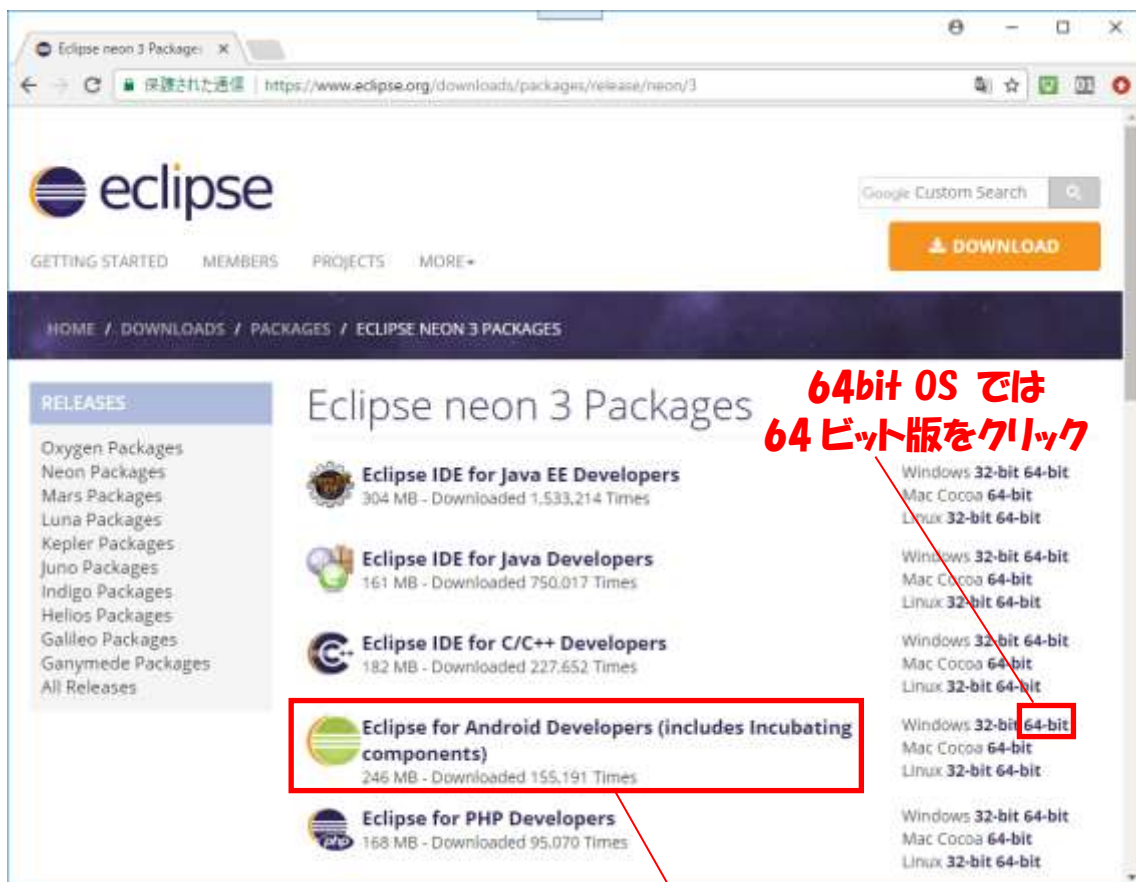 Eclipse neon 3 Package
保護された通信
https://www.eclipse.org/downloads/packages/release/neon/3
eclipse
Google Custom Search
DOWNLOAD
GETTING STARTED MEMBERS PROJECTS MORE
HOME / DOWNLOADS / PACKAGES / ECLIPSE NEON 3 PACKAGES
64bit OS では
64 ビット版をクリック
RELEASES
Oxygen Packages
Neon Packages
Mars Packages
Luna Packages
Kepler Packages
Juno Packages
Indigo Packages
Helios Packages
Galileo Packages
Ganymede Packages
All Releases
Eclipse neon 3 Packages
Eclipse IDE for Java EE Developers
304 MB - Downloaded 1,533,214 Times
Windows 32-bit 64-bit
Mac Cocoa 64-bit
Linux 32-bit 64-bit
Eclipse IDE for Java Developers
161 MB - Downloaded 750,017 Times
Windows 32-bit 64-bit
Mac Cocoa 64-bit
Linux 32-bit 64-bit
Eclipse IDE for C/C++ Developers
182 MB - Downloaded 227,652 Times
Windows 32-bit 64-bit
Mac Cocoa 64-bit
Linux 32-bit 64-bit
Eclipse for Android Developers (includes Incubating
components)
246 MB - Downloaded 155,191 Times
Windows 32-bit 64-bit
Mac Cocoa 64-bit
Linux 32-bit 64-bit
php
Eclipse for PHP Developers
168 MB - Downloaded 95,070 Times
Windows 32-bit 64-bit
Mac Cocoa 64-bit
Linux 32-bit 64-bit